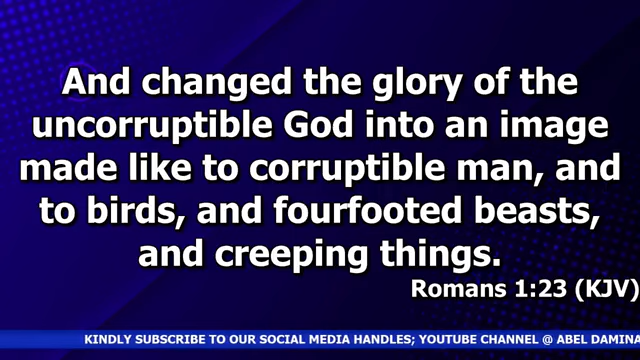 And changed the glory of the
uncorruptible God into an image
made like to corruptible man, and
to birds, and fourfooted beasts,
and creeping things.
Romans 1:23 (KJV)
KINDLY SUBSCRIBE TO OUR SOCIAL MEDIA HANDLES; YOUTUBE CHANNEL @ ABEL DAMINA